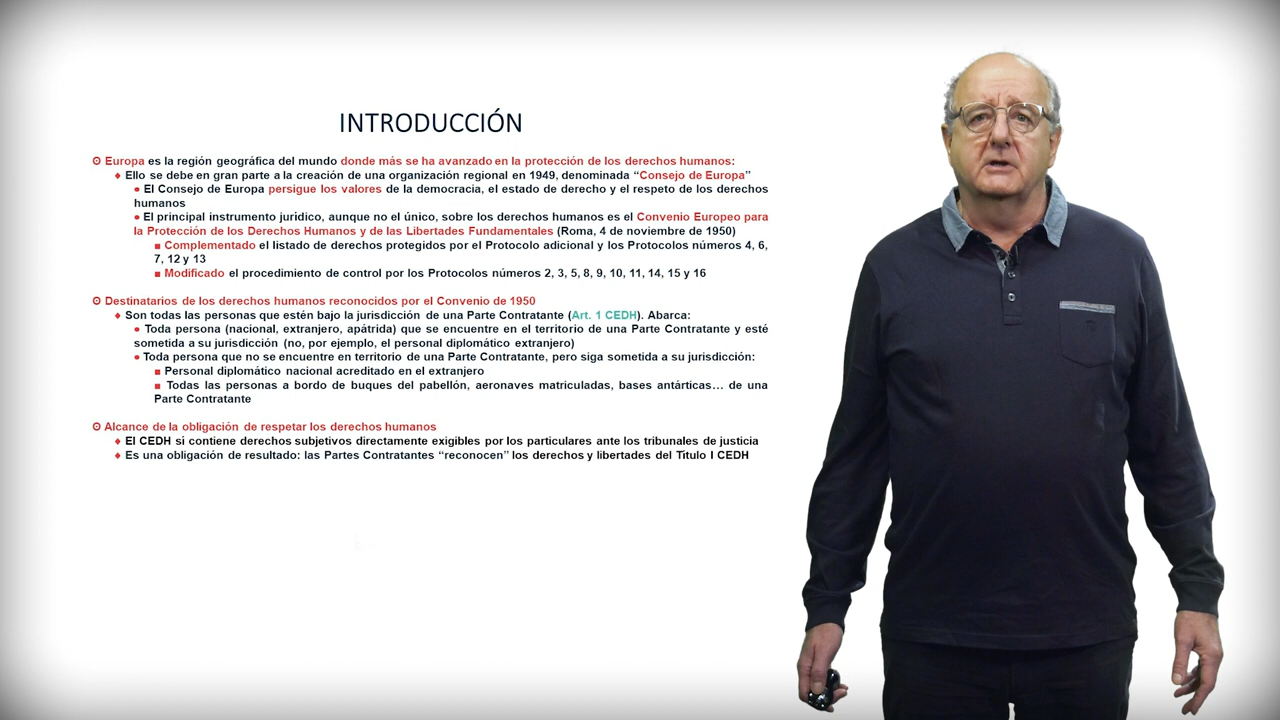 INTRODUCCIÓN
⊙ Europa es la región geográfica del mundo donde más se ha avanzado en la protección de los derechos humanos:
♦ Ello se debe en gran parte a la creación de una organización regional en 1949, denominada “Consejo de Europa”
● El Consejo de Europa persigue los valores de la democracia, el estado de derecho y el respeto de los derechos
humanos
● El principal instrumento jurídico, aunque no el único, sobre los derechos humanos es el Convenio Europeo para
la Protección de los Derechos Humanos y de las Libertades Fundamentales (Roma, 4 de noviembre de 1950)
■ Complementado el listado de derechos protegidos por el Protocolo adicional y los Protocolos números 4, 6,
7, 12 y 13
■ Modificado el procedimiento de control por los Protocolos números 2, 3, 5, 8, 9, 10, 11, 14, 15 y 16
⊙ Destinatarios de los derechos humanos reconocidos por el Convenio de 1950
♦ Son todas las personas que estén bajo la jurisdicción de una Parte Contratante (Art. 1 CEDH). Abarca:
● Toda persona (nacional, extranjero, apátrida) que se encuentre en el territorio de una Parte Contratante y esté
sometida a su jurisdicción (no, por ejemplo, el personal diplomático extranjero)
● Toda persona que no se encuentre en territorio de una Parte Contratante, pero siga sometida a su jurisdicción:
■ Personal diplomático nacional acreditado en el extranjero
■ Todas las personas a bordo de buques del pabellón, aeronaves matriculadas, bases antárticas… de una
Parte Contratante
⊙ Alcance de la obligación de respetar los derechos humanos
♦ El CEDH sí contiene derechos subjetivos directamente exigibles por los particulares ante los tribunales de justicia
♦ Es una obligación de resultado: las Partes Contratantes “reconocen” los derechos y libertades del Título I CEDH